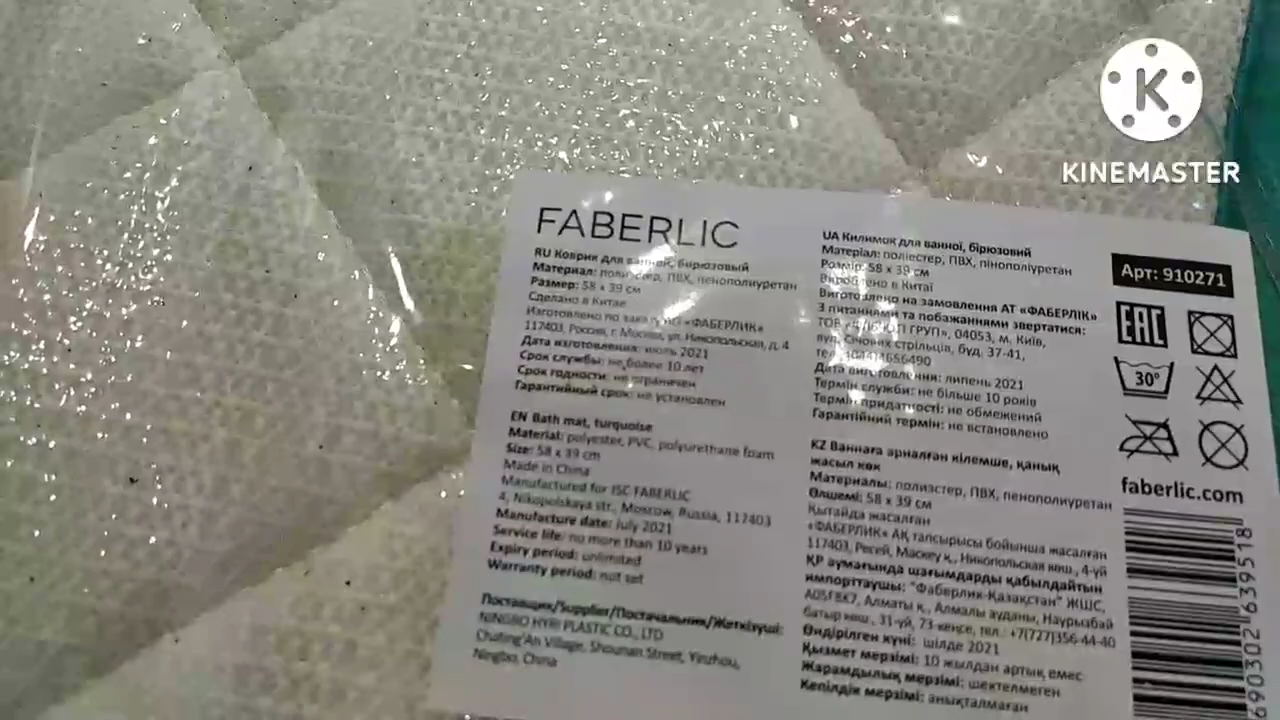 KINEMASTER
FABERLIC
RU Коврик для ванной, бирюзовый
Материал: полиэстер, ПВХ, пенополиуретан
Размер: 58 x 39 см
Сделано в Китае
Изготовлено по заказу АО «ФАБЕРЛИК»
117403, Россия, г. Москва, ул. Никопольская, д. 4
Дата изготовления: июль 2021
Срок службы: не более 10 лет
Срок годности: не ограничен
Гарантийный срок: не установлен
EN Bath mat, turquoise
Material: polyester, PVC, polyurethane foam
Size: 58 x 39 cm
Made in China
Manufactured for JSC FABERLIC
4, Nikopolskaya str., Moscow, Russia, 117403
Manufacture date: July 2021
Service life: no more than 10 years
Expiry period: unlimited
Warranty period: not set
Поставщик/Supplier/Постачальник/Жеткізуші:
NINGBO HYRI PLASTIC CO., LTD
Village, Shounan Street, Yinzhou,
Ningbo, China
UA Килимок для ванної, бірюзовий
Матеріал: поліестер, ПВХ, пінополіуретан
Розмір: 58 x 39 см
Вироблено в Китаї
Виготовлено на замовлення АТ «ФАБЕРЛІК»
З питаннями та побажаннями звертатися:
ТОВ ГРУП», 04053, м. Київ,
вул. Січових стрільців, буд. 37-41,
Дата виготовлення: липень 2021
Термін служби: не більше 10 років
Термін придатності: не обмежений
Гарантійний термін: не встановлено
KZ Ваннаға арналған кілемше, қанық
жасыл көк
Материалы: полиэстер, ПВХ, пенополиуретан
Өлшемі: 58 x 39 см
Қытайда жасалған
«ФАБЕРЛИК» АҚ тапсырысы бойынша жасалған
117403, Ресей, Мәскеу қ., Никопольская көш., 4-үй
ҚР аумағында шағымдарды қабылдайтын
импорттаушы: "Фаберлик-Қазақстан" ЖШС,
A05F8K7, Алматы қ., Алмалы ауданы, Наурызбай
батыр көш., 31-үй, 73-кеңсе, тел.: +7(727)356-44-40
Өндірілген күні: шілде 2021
Қызмет мерзімі: 10 жылдан артық емес
Жарамдылық мерзімі: шектелмеген
Кепілдік мерзімі: анықталмаған
Арт: 910271
EAC
30°
faberlic.com
690302 639518